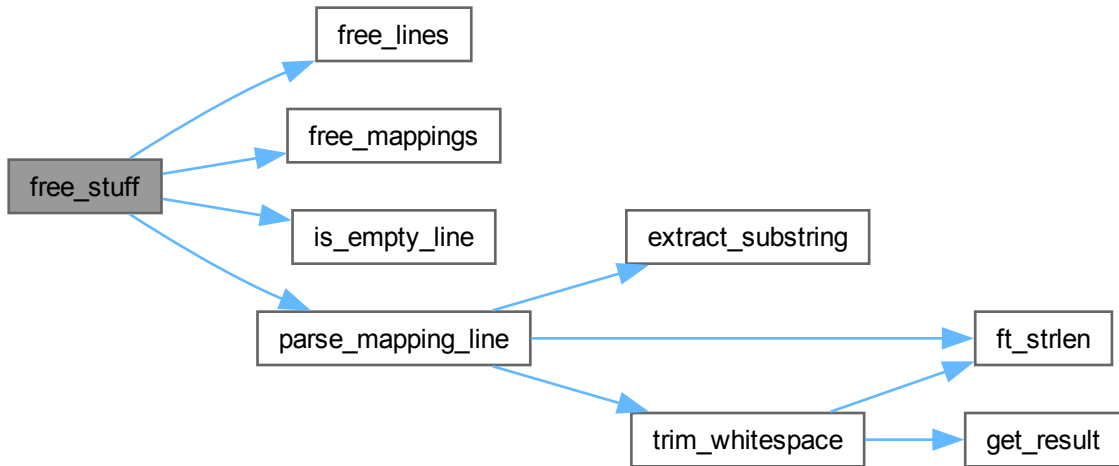 free_stuff
free_lines
free_mappings
is_empty_line
parse_mapping_line
extract_substring
ft_strlen
trim_whitespace
get_result